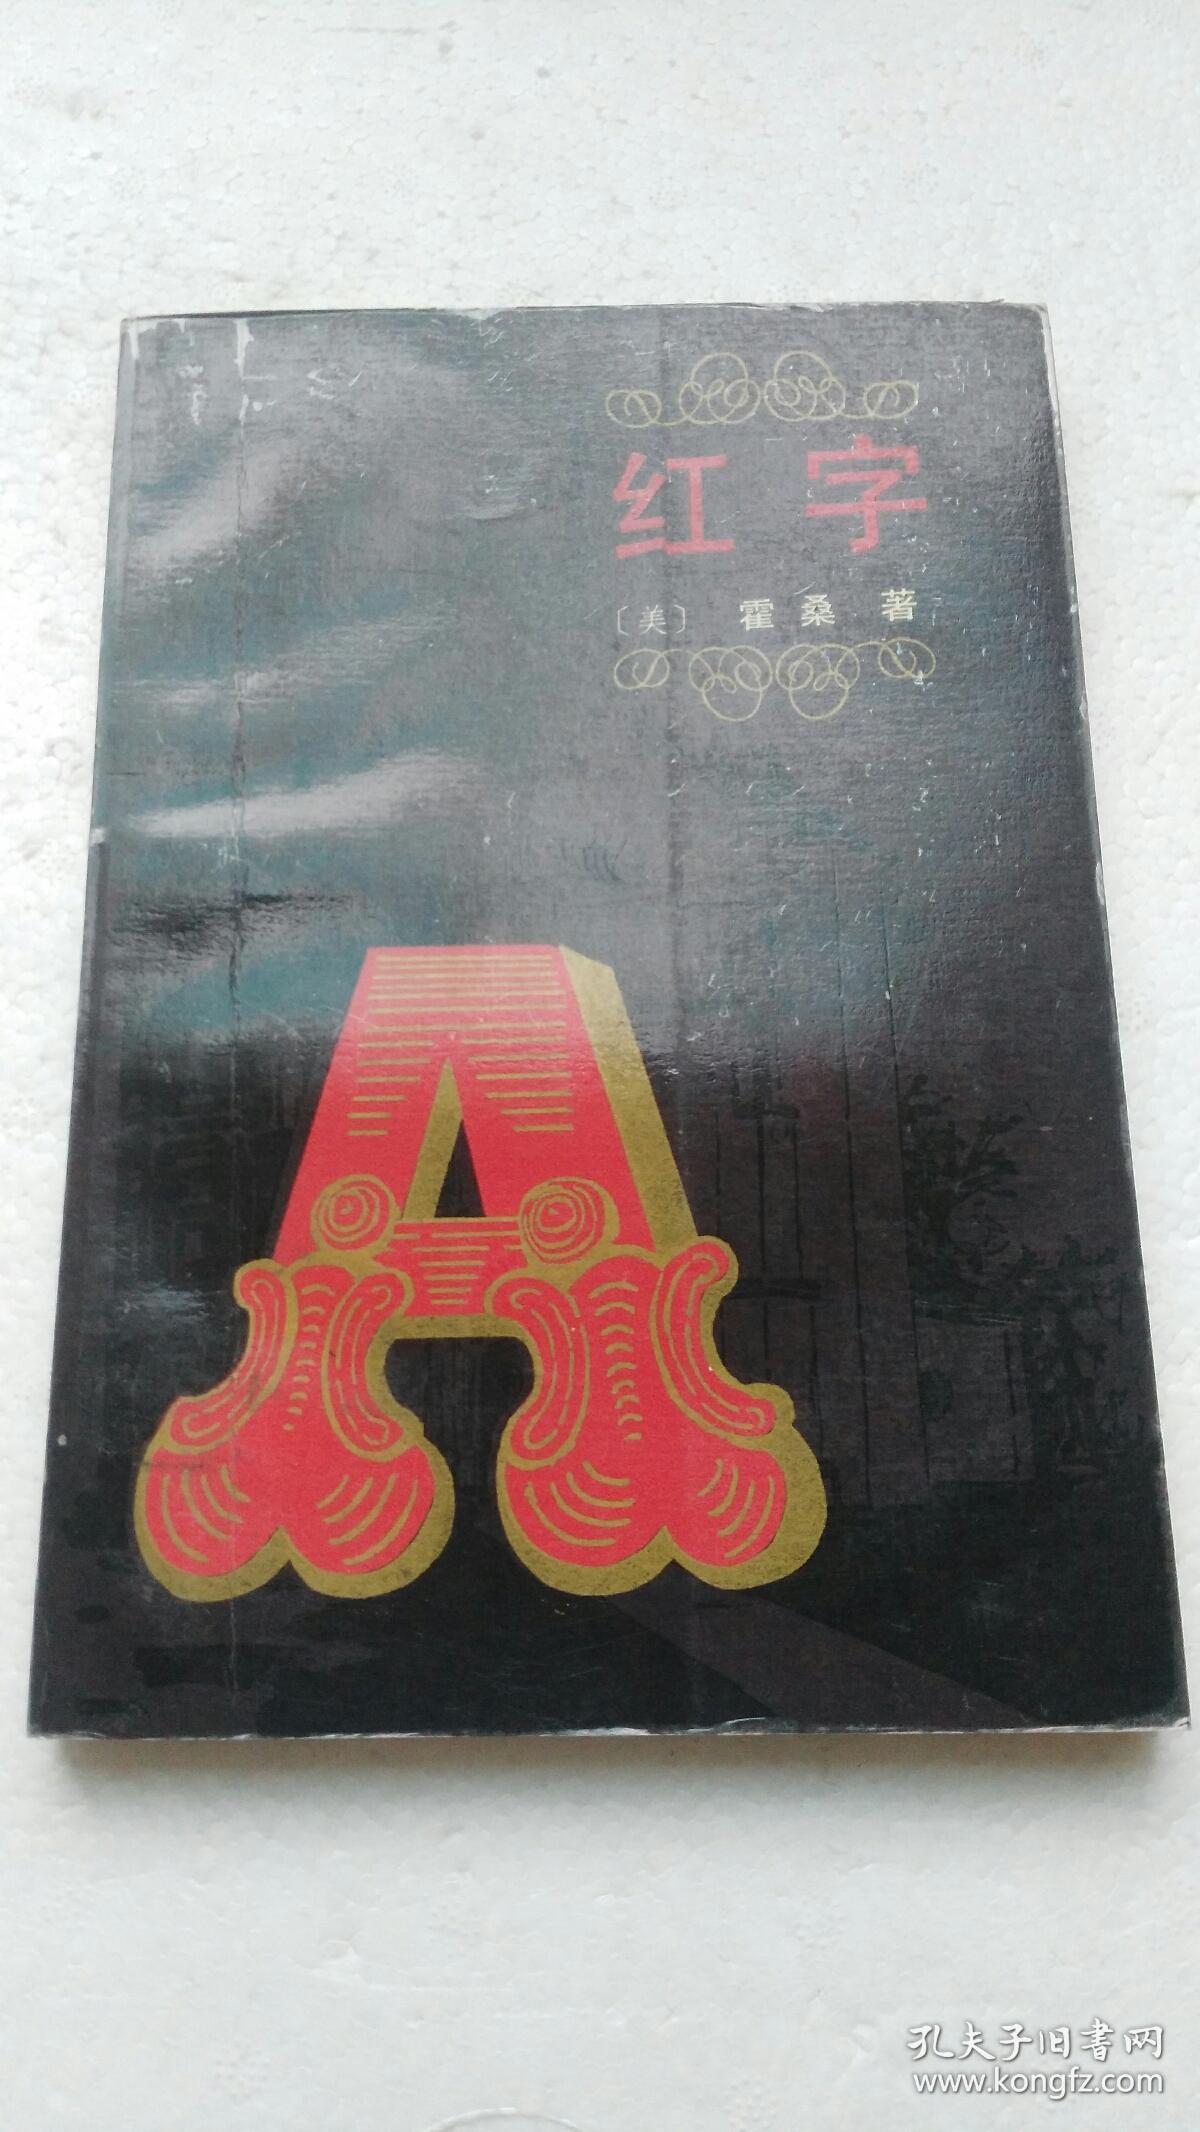 红字
〔美〕 霍桑 著
A
孔夫子旧书网
www.kongfz.com